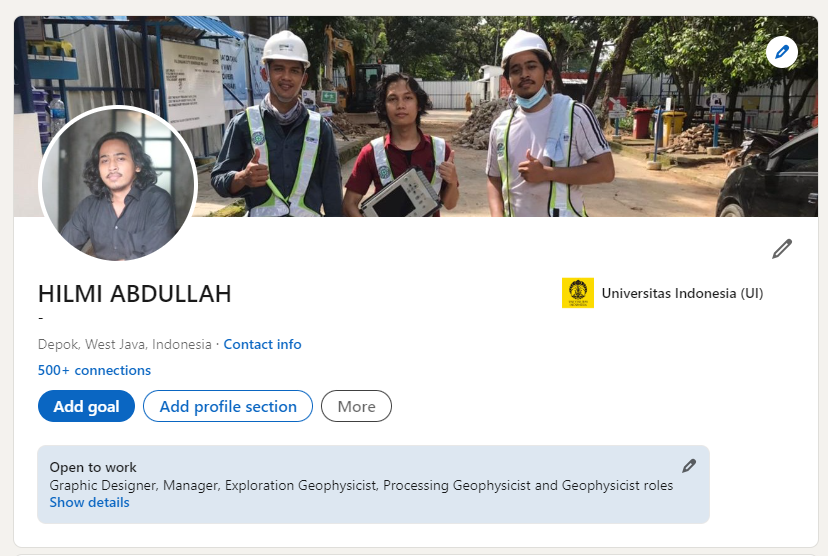 HILMI ABDULLAH
Universitas Indonesia (UI)
-
Depok, West Java, Indonesia · Contact info
500+ connections
Add goal
Add profile section
More
Open to work
Graphic Designer, Manager, Exploration Geophysicist, Processing Geophysicist and Geophysicist roles
Show details